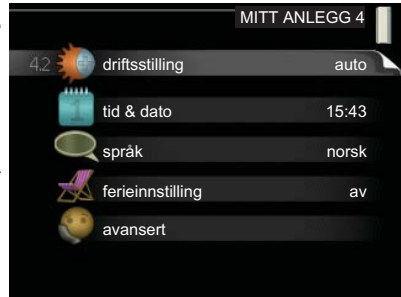 MITT ANLEGG 4
4.2 driftsstilling auto
tid & dato 15:43
språk norsk
ferieinnstilling av
avansert